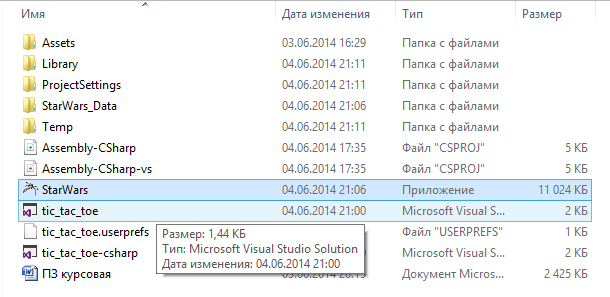 Имя Дата изменения Тип Размер
Assets 03.06.2014 16:29 Папка с файлами
Library 04.06.2014 21:11 Папка с файлами
ProjectSettings 04.06.2014 21:11 Папка с файлами
StarWars_Data 04.06.2014 21:06 Папка с файлами
Temp 04.06.2014 21:11 Папка с файлами
Assembly-CSharp 04.06.2014 17:35 Файл "CSPROJ" 5 КБ
Assembly-CSharp-vs 04.06.2014 17:35 Файл "CSPROJ" 5 КБ
StarWars 04.06.2014 21:06 Приложение 11 024 КБ
tic_tac_toe 04.06.2014 21:00 Microsoft Visual S... 2 КБ
tic_tac_toe.userprefs Файл "USERPREFS" 1 КБ
tic_tac_toe-csharp Microsoft Visual S... 2 КБ
ПЗ курсовая Документ Micros... 2 425 КБ
Размер: 1,44 КБ
Тип: Microsoft Visual Studio Solution
Дата изменения: 04.06.2014 21:00